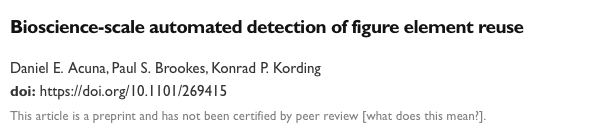 Bioscience-scale automated detection of figure element reuse
Daniel E. Acuna, Paul S. Brookes, Konrad P. Kording
doi: https://doi.org/10.1101/269415
This article is a preprint and has not been certified by peer review [what does this mean?].